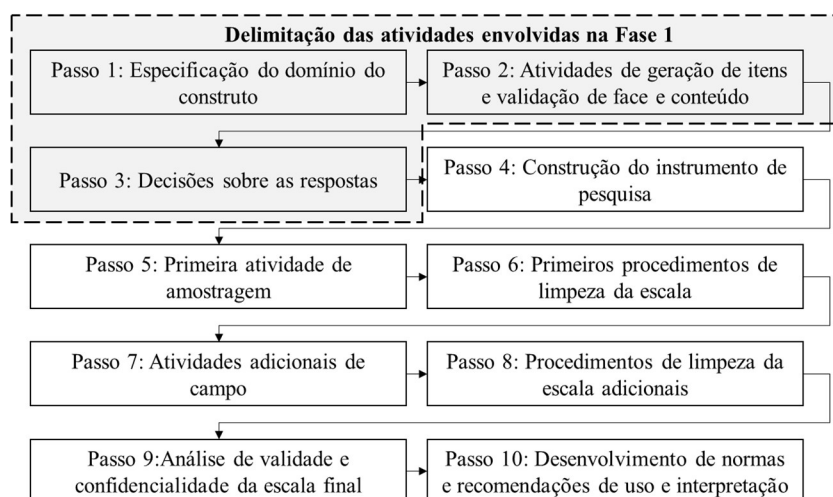 Delimitação das atividades envolvidas na Fase 1
Passo 1: Especificação do domínio do
construto
Passo 2: Atividades de geração de itens
e validação de face e conteúdo
Passo 3: Decisões sobre as respostas
Passo 4: Construção do instrumento de
pesquisa
Passo 5: Primeira atividade de
amostragem
Passo 6: Primeiros procedimentos de
limpeza da escala
Passo 7: Atividades adicionais de
campo
Passo 8: Procedimentos de limpeza da
escala adicionais
Passo 9:Análise de validade e
confidencialidade da escala final
Passo 10: Desenvolvimento de normas
e recomendações de uso e interpretação